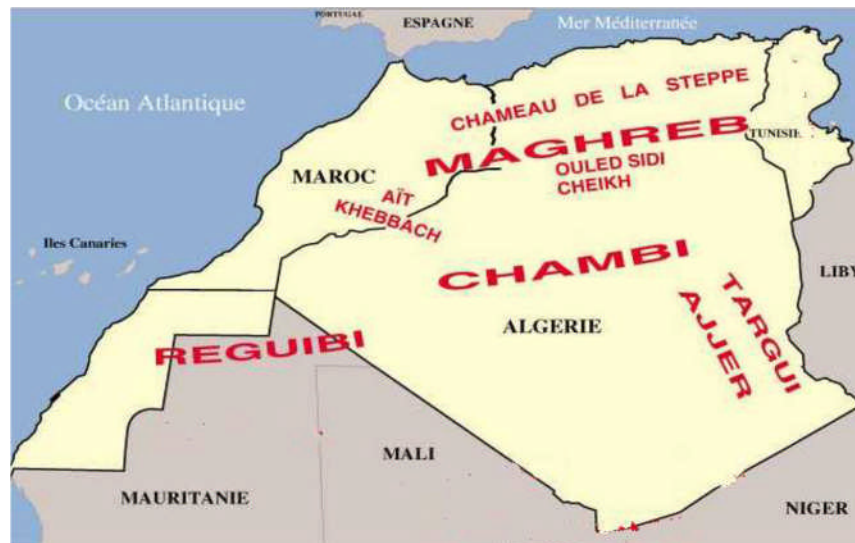 PORTUGAL
ESPAGNE
Mer Méditerranée
Océan Atlantique
CHAMEAU DE LA STEPPE
MAGHREB
TUNISIE
MAROC
OULED SIDI
CHEIKH
AÏT
KHEBBACH
Iles Canaries
CHAMBI
LIBY
TARGUI
AJJER
ALGERIE
REGUIBI
MALI
MAURITANIE
NIGER